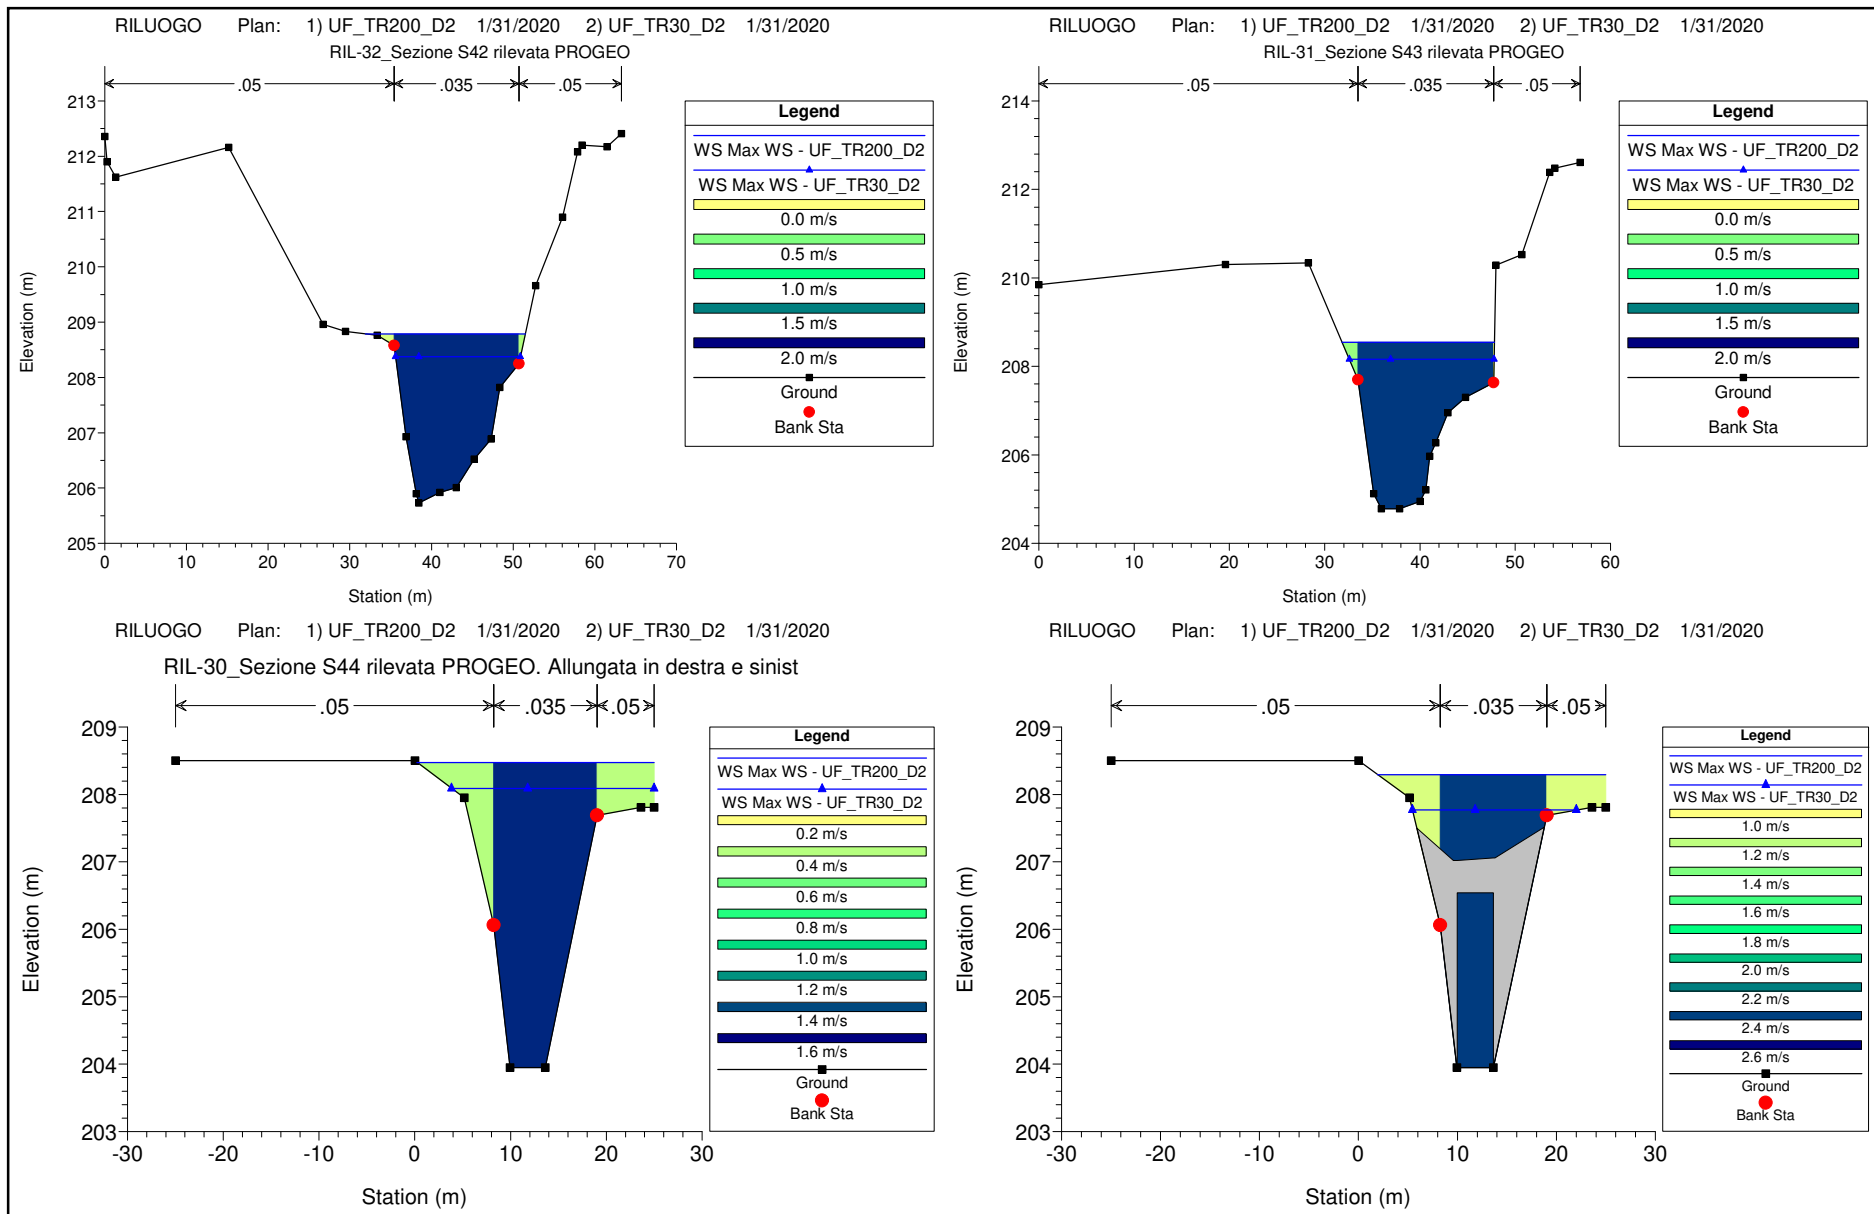 RILUOGO Plan: 1) UF_TR200_D2 1/31/2020 2) UF_TR30_D2 1/31/2020
RIL-32_Sezione S42 rilevata PROGEO
.05 .035 .05
213
212
211
210
209
208
207
206
205
Elevation (m)
0 10 20 30 40 50 60 70
Station (m)
Legend
WS Max WS - UF_TR200_D2
WS Max WS - UF_TR30_D2
0.0 m/s
0.5 m/s
1.0 m/s
1.5 m/s
2.0 m/s
Ground
Bank Sta
RILUOGO Plan: 1) UF_TR200_D2 1/31/2020 2) UF_TR30_D2 1/31/2020
RIL-31_Sezione S43 rilevata PROGEO
.05 .035 .05
214
212
210
208
206
204
Elevation (m)
0 10 20 30 40 50 60
Station (m)
Legend
WS Max WS - UF_TR200_D2
WS Max WS - UF_TR30_D2
0.0 m/s
0.5 m/s
1.0 m/s
1.5 m/s
2.0 m/s
Ground
Bank Sta
RILUOGO Plan: 1) UF_TR200_D2 1/31/2020 2) UF_TR30_D2 1/31/2020
RIL-30_Sezione S44 rilevata PROGEO. Allungata in destra e sinist
.05 .035 .05
209
208
207
206
205
204
203
Elevation (m)
-30 -20 -10 0 10 20 30
Station (m)
Legend
WS Max WS - UF_TR200_D2
WS Max WS - UF_TR30_D2
0.2 m/s
0.4 m/s
0.6 m/s
0.8 m/s
1.0 m/s
1.2 m/s
1.4 m/s
1.6 m/s
Ground
Bank Sta
RILUOGO Plan: 1) UF_TR200_D2 1/31/2020 2) UF_TR30_D2 1/31/2020
.05 .035 .05
209
208
207
206
205
204
203
Elevation (m)
-30 -20 -10 0 10 20 30
Station (m)
Legend
WS Max WS - UF_TR200_D2
WS Max WS - UF_TR30_D2
1.0 m/s
1.2 m/s
1.4 m/s
1.6 m/s
1.8 m/s
2.0 m/s
2.2 m/s
2.4 m/s
2.6 m/s
Ground
Bank Sta